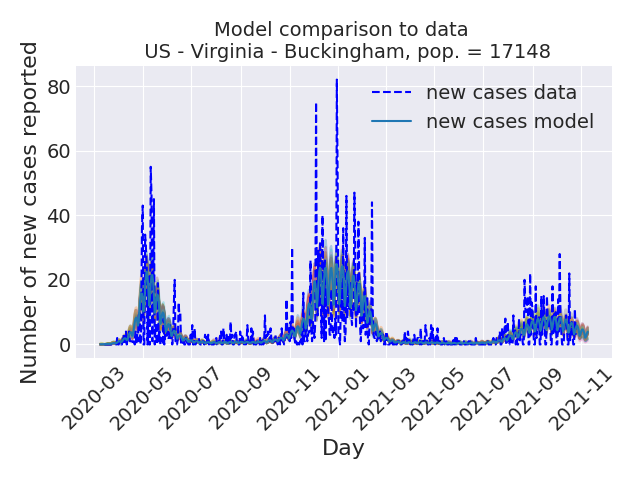 Model comparison to data
US - Virginia - Buckingham, pop. = 17148
Number of new cases reported
80
60
40
20
0
new cases data
new cases model
2020-03
2020-05
2020-07
2020-09
2020-11
2021-01
2021-03
2021-05
2021-07
2021-09
2021-11
Day